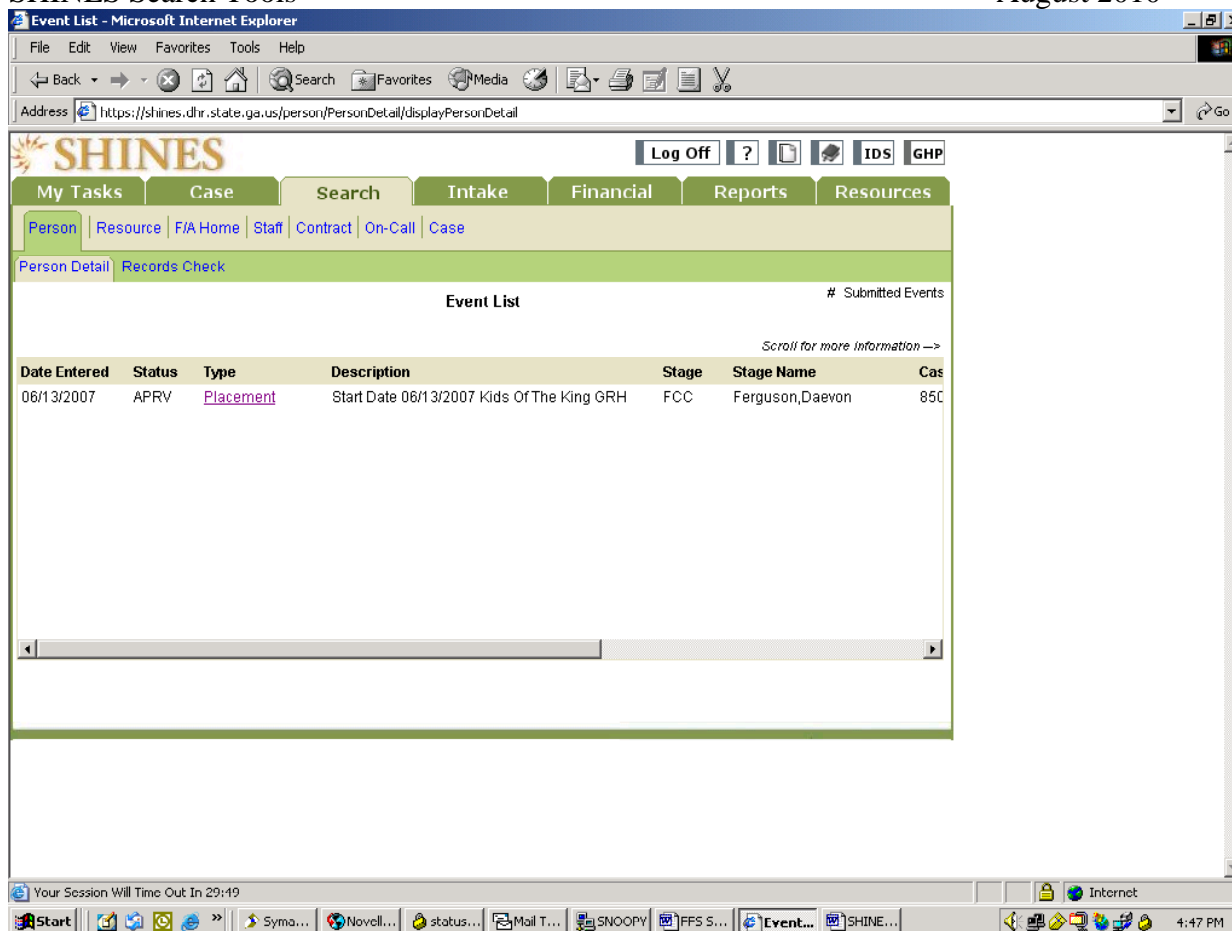 SHINES Search Tools August 2010
Event List - Microsoft Internet Explorer
File Edit View Favorites Tools Help
Back Search Favorites Media
Address https://shines.dhr.state.ga.us/person/PersonDetail/displayPersonDetail Go
SHINES Log Off ? IDS GHP
My Tasks Case Search Intake Financial Reports Resources
Person Resource F/A Home Staff Contract On-Call Case
Person Detail Records Check
Event List # Submitted Events
Scroll for more information -->
Date Entered Status Type Description Stage Stage Name Cas
06/13/2007 APRV Placement Start Date 06/13/2007 Kids Of The King GRH FCC Ferguson,Daevon 850
Your Session Will Time Out In 29:49 Internet
Start » Syma... Novell... status... Mail T... SNOOPY FFS S... Event... SHINE... 4:47 PM